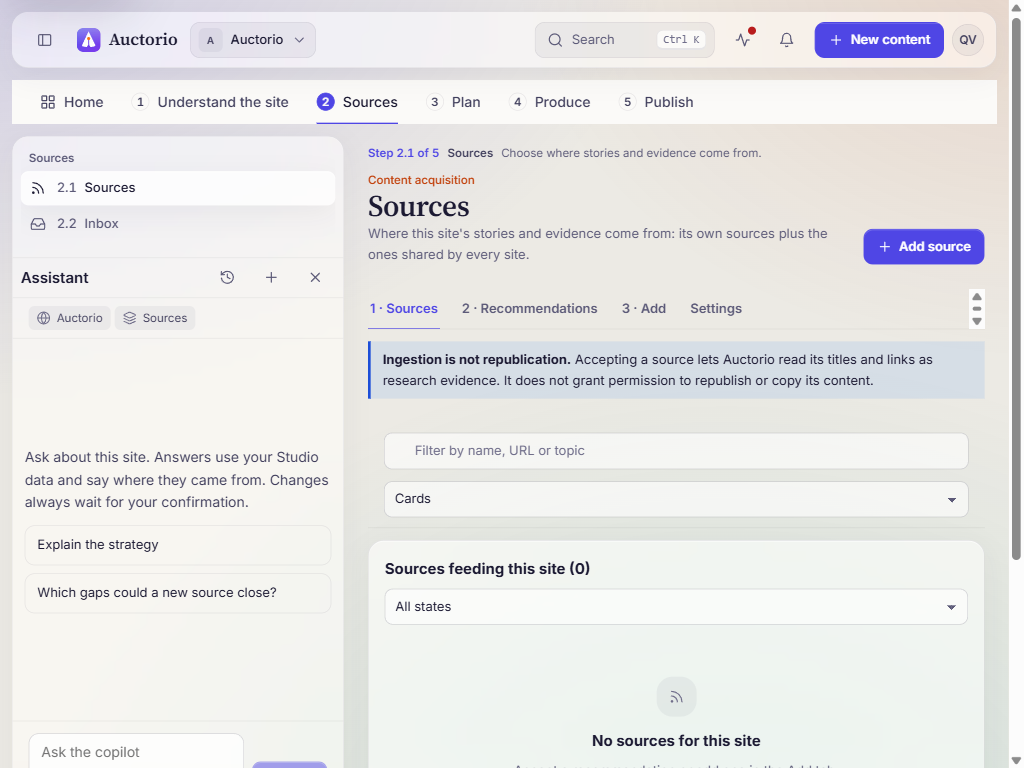 Auctorio
A Auctorio
Search Ctrl K
New content
QV
Home
1 Understand the site
2 Sources
3 Plan
4 Produce
5 Publish
Sources
2.1 Sources
2.2 Inbox
Assistant
Auctorio
Sources
Ask about this site. Answers use your Studio
data and say where they came from. Changes
always wait for your confirmation.
Explain the strategy
Which gaps could a new source close?
Ask the copilot
Step 2.1 of 5 Sources Choose where stories and evidence come from.
Content acquisition
Sources
Where this site's stories and evidence come from: its own sources plus the
ones shared by every site.
Add source
1 · Sources
2 · Recommendations
3 · Add
Settings
Ingestion is not republication. Accepting a source lets Auctorio read its titles and links as
research evidence. It does not grant permission to republish or copy its content.
Filter by name, URL or topic
Cards
Sources feeding this site (0)
All states
No sources for this site